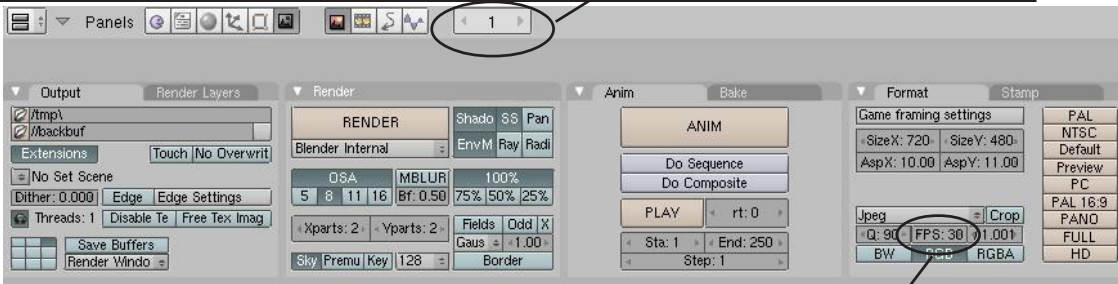 Panels 1
Output Render Layers
/tmp\
//backbuf
Extensions Touch No Overwrit
No Set Scene
Dither: 0.000 Edge Edge Settings
Threads: 1 Disable Te Free Tex Imag
Save Buffers
Render Windo
Render
RENDER
Blender Internal
Shado SS Pan
EnvM Ray Radi
OSA MBLUR 100%
5 8 11 16 Bf: 0.50 75% 50% 25%
Xparts: 2 Yparts: 2 Fields Odd X
Gaus 1.00
Sky Premu Key 128 Border
Anim Bake
ANIM
Do Sequence
Do Composite
PLAY rt: 0
Sta: 1 End: 250
Step: 1
Format Stamp
Game framing settings
SizeX: 720 SizeY: 480
AspX: 10.00 AspY: 11.00
Jpeg Crop
Q: 90 FPS: 30 1.001
BW RGB RGBA
PAL
NTSC
Default
Preview
PC
PAL 16:9
PANO
FULL
HD